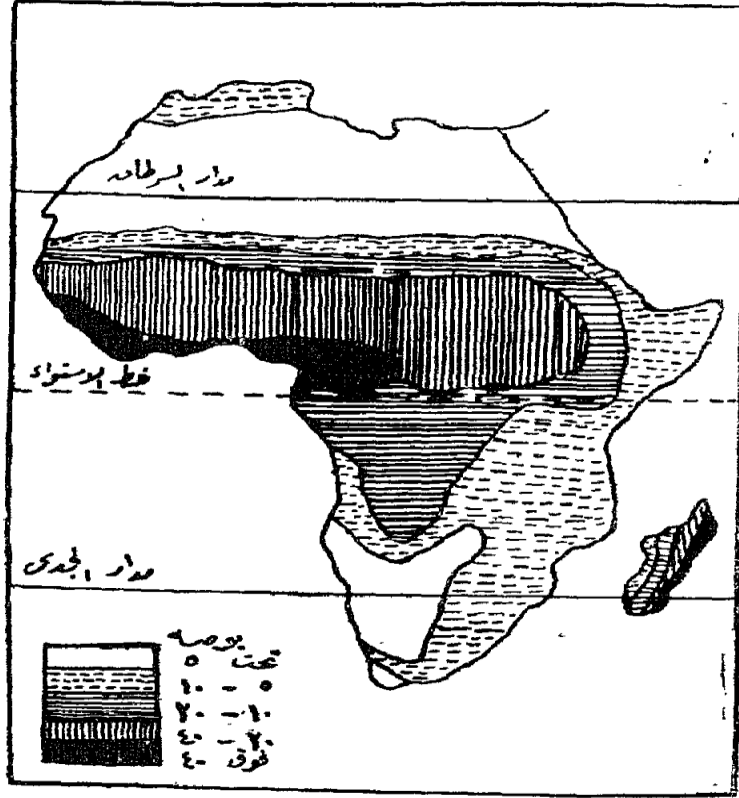 مدار السرطان
خط الاستواء
مدار الجدى
بوصه
تحت ٥
٥ - ١٠
١٠ - ٢٠
٢٠ - ٤٠
فوق ٤٠